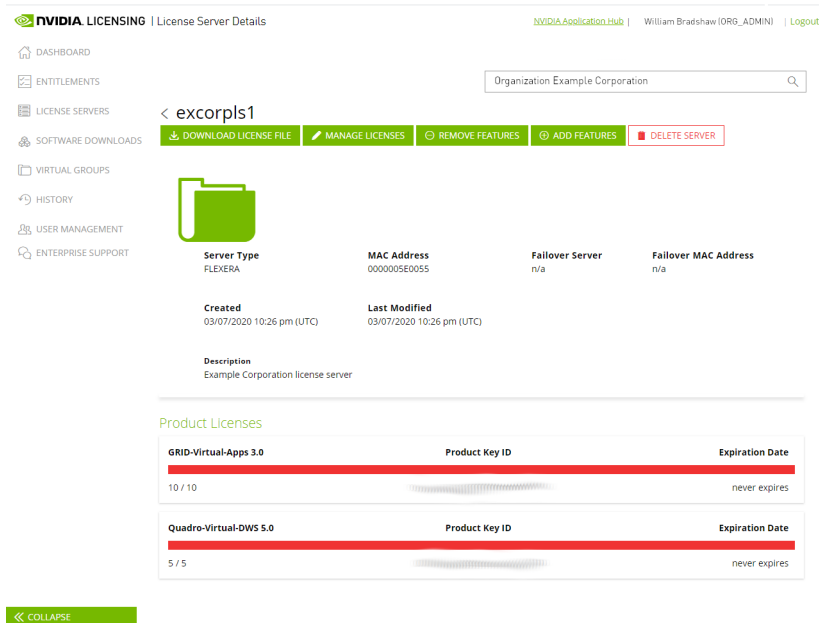 NVIDIA. LICENSING | License Server Details
NVIDIA Application Hub | William Bradshaw (ORG_ADMIN) | Logout
DASHBOARD
ENTITLEMENTS
LICENSE SERVERS
SOFTWARE DOWNLOADS
VIRTUAL GROUPS
HISTORY
USER MANAGEMENT
ENTERPRISE SUPPORT
Organization Example Corporation
< excorpls1
DOWNLOAD LICENSE FILE MANAGE LICENSES REMOVE FEATURES ADD FEATURES DELETE SERVER
Server Type MAC Address Failover Server Failover MAC Address
FLEXERA 0000005E0055 n/a n/a
Created Last Modified
03/07/2020 10:26 pm (UTC) 03/07/2020 10:26 pm (UTC)
Description
Example Corporation license server
Product Licenses
GRID-Virtual-Apps 3.0 Product Key ID Expiration Date
10 / 10 never expires
Quadro-Virtual-DWS 5.0 Product Key ID Expiration Date
5 / 5 never expires
COLLAPSE